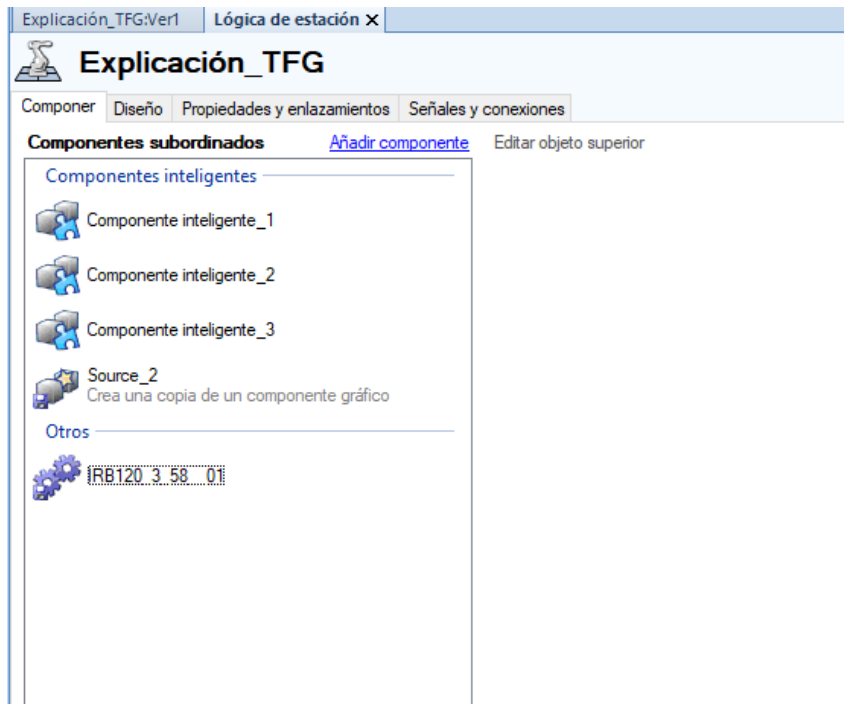 Explicación_TFG:Ver1 Lógica de estación X
Explicación_TFG
Componer Diseño Propiedades y enlazamientos Señales y conexiones
Componentes subordinados Añadir componente Editar objeto superior
Componentes inteligentes
Componente inteligente_1
Componente inteligente_2
Componente inteligente_3
Source_2
Crea una copia de un componente gráfico
Otros
IRB120_3_58__01